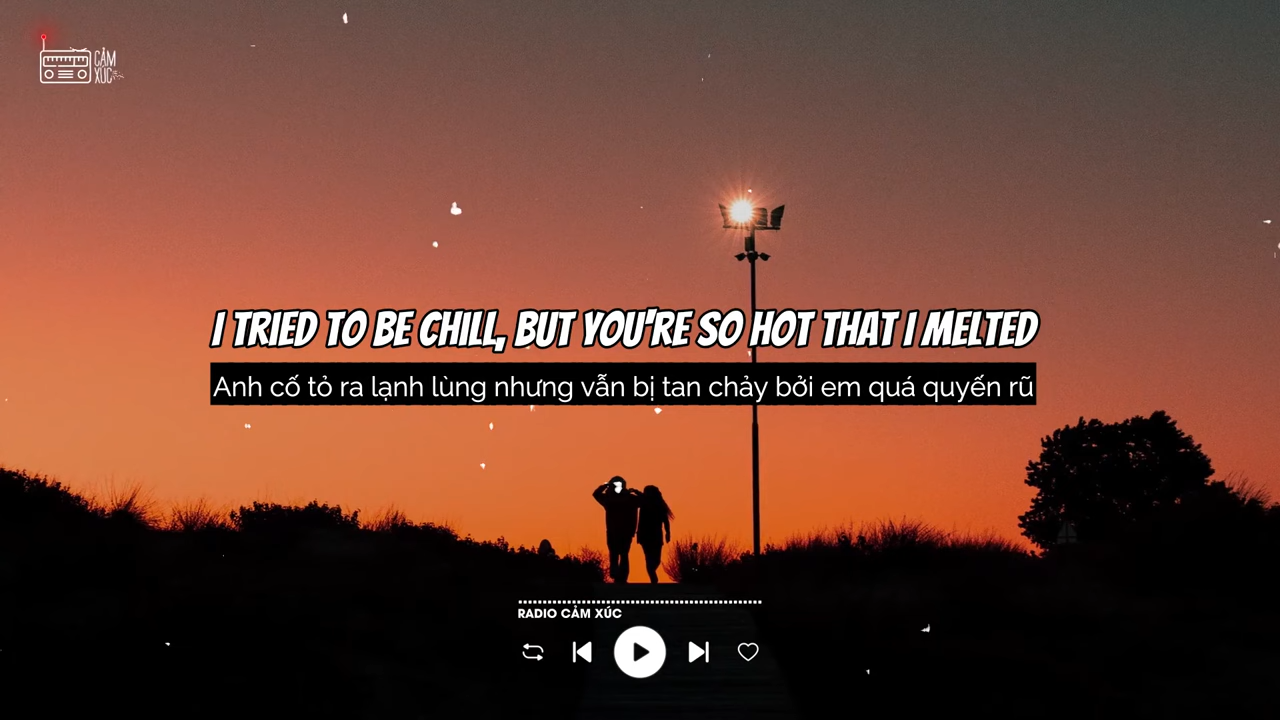 CẢM
XÚC
I TRIED TO BE CHILL, BUT YOU'RE SO HOT THAT I MELTED
Anh cố tỏ ra lạnh lùng nhưng vẫn bị tan chảy bởi em quá quyến rũ
RADIO CẢM XÚC